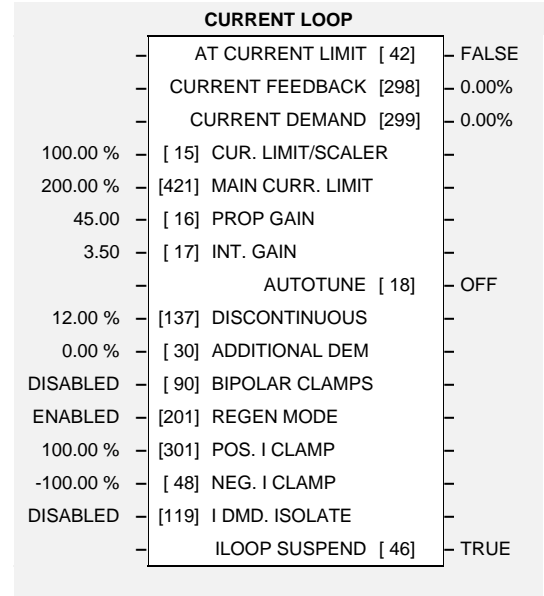 CURRENT LOOP
– AT CURRENT LIMIT [ 42] – FALSE
– CURRENT FEEDBACK [298] – 0.00%
– CURRENT DEMAND [299] – 0.00%
100.00 % – [ 15] CUR. LIMIT/SCALER –
200.00 % – [421] MAIN CURR. LIMIT –
45.00 – [ 16] PROP GAIN –
3.50 – [ 17] INT. GAIN –
– AUTOTUNE [ 18] – OFF
12.00 % – [137] DISCONTINUOUS –
0.00 % – [ 30] ADDITIONAL DEM –
DISABLED – [ 90] BIPOLAR CLAMPS –
ENABLED – [201] REGEN MODE –
100.00 % – [301] POS. I CLAMP –
-100.00 % – [ 48] NEG. I CLAMP –
DISABLED – [119] I DMD. ISOLATE –
– ILOOP SUSPEND [ 46] – TRUE